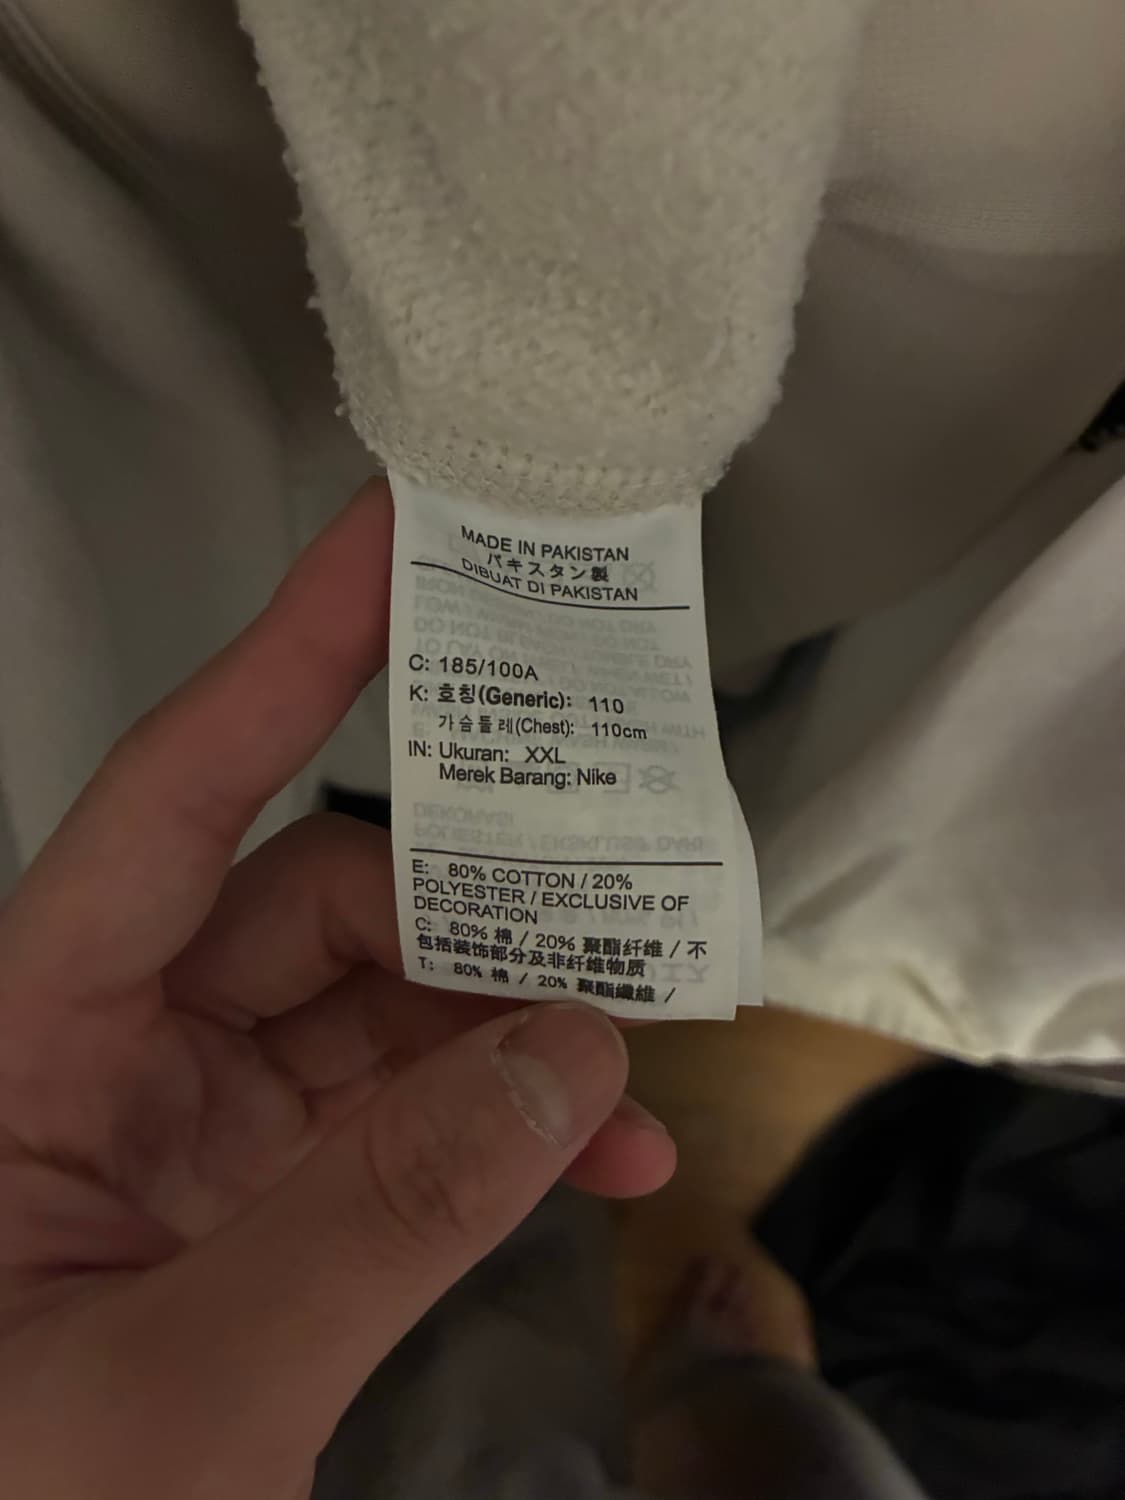 MADE IN PAKISTAN
パキスタン製
DIBUAT DI PAKISTAN
C: 185/100A
K: 호칭(Generic): 110
가슴둘레(Chest): 110cm
IN: Ukuran: XXL
Merek Barang: Nike
E: 80% COTTON / 20%
POLYESTER / EXCLUSIVE OF
DECORATION
C: 80% 棉 / 20% 聚酯纤维 / 不
包括装饰部分及非纤维物质
T: 80% 棉 / 20% 聚酯纖維 /